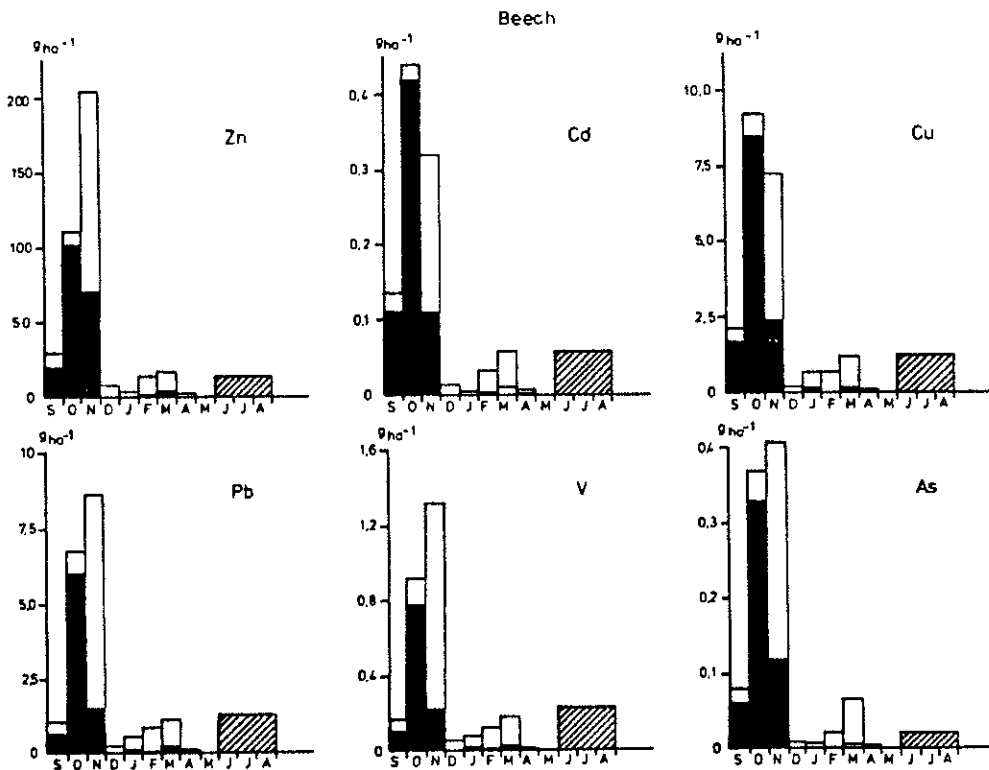 Beech
g ha⁻¹
200
150
100
50
0
Zn
S O N D J F M A M J J A
g ha⁻¹
0,4
0,3
0,2
0,1
0
Cd
S O N D J F M A M J J A
g ha⁻¹
10,0
7,5
5,0
2,5
0
Cu
S O N D J F M A M J J A
g ha⁻¹
10
7,5
5,0
2,5
0
Pb
S O N D J F M A M J J A
g ha⁻¹
1,6
1,2
0,8
0,4
0
V
S O N D J F M A M J J A
g ha⁻¹
0,4
0,3
0,2
0,1
0
As
S O N D J F M A M J J A